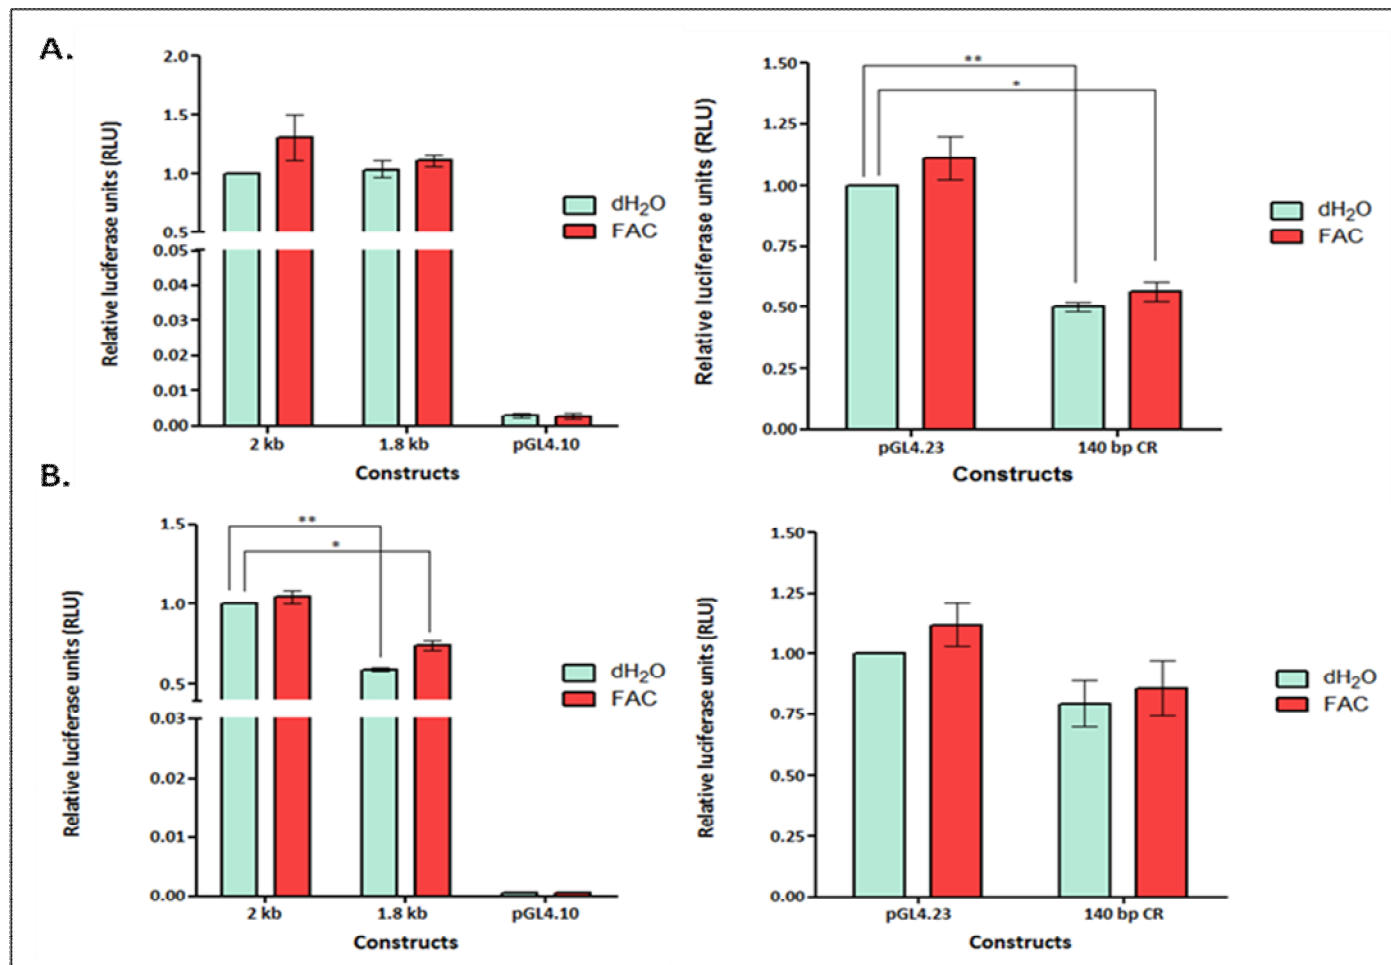 A.
Relative luciferase units (RLU)
2.0
1.5
1.0
0.5
0.05
0.04
0.03
0.02
0.01
0.00
2 kb 1.8 kb pGL4.10
Constructs
dH₂O
FAC
Relative luciferase units (RLU)
1.50
1.25
1.00
0.75
0.50
0.25
0.00
**
*
pGL4.23 140 bp CR
Constructs
dH₂O
FAC
B.
Relative luciferase units (RLU)
1.5
1.0
0.5
0.03
0.02
0.01
0.00
**
*
2 kb 1.8 kb pGL4.10
Constructs
dH₂O
FAC
Relative luciferase units (RLU)
1.50
1.25
1.00
0.75
0.50
0.25
0.00
pGL4.23 140 bp CR
Constructs
dH₂O
FAC